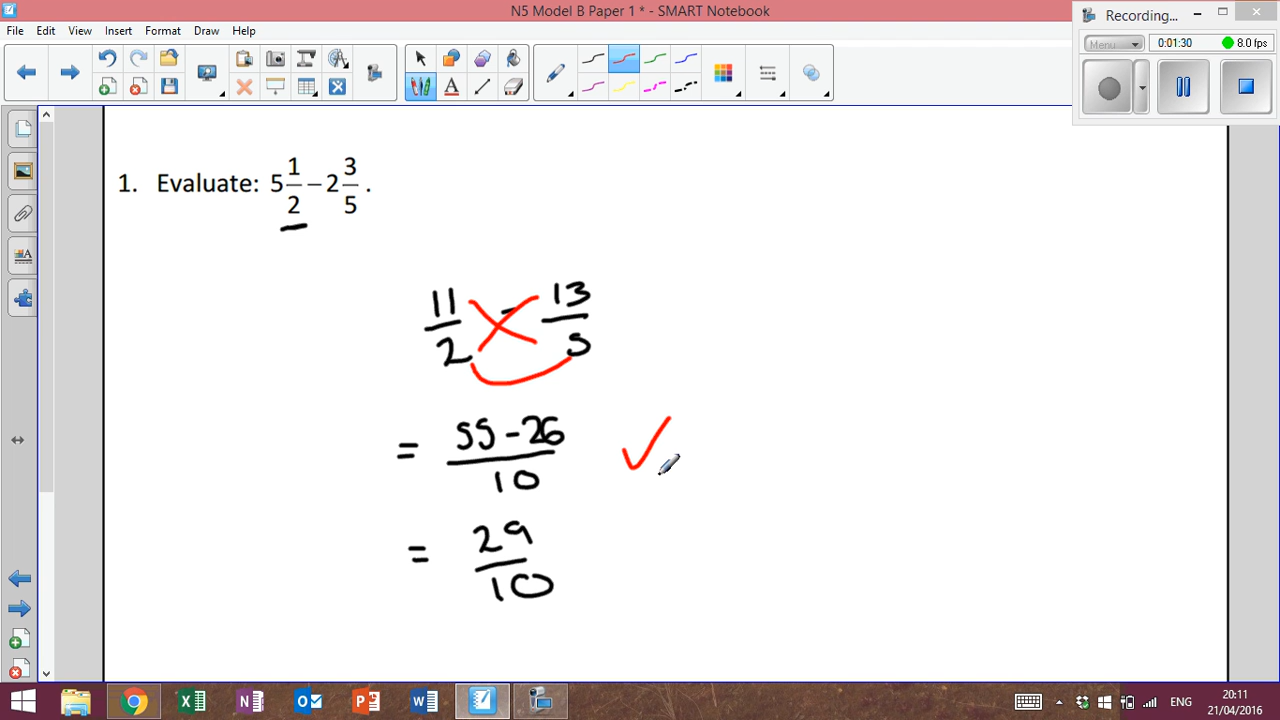 N5 Model B Paper 1 * - SMART Notebook
Recording...
File Edit View Insert Format Draw Help
Menu 0:01:30 8.0 fps
1. Evaluate: 5 1/2 − 2 3/5 .
11/2 - 13/5
= 55 - 26 / 10
= 29/10
20:11
ENG
21/04/2016